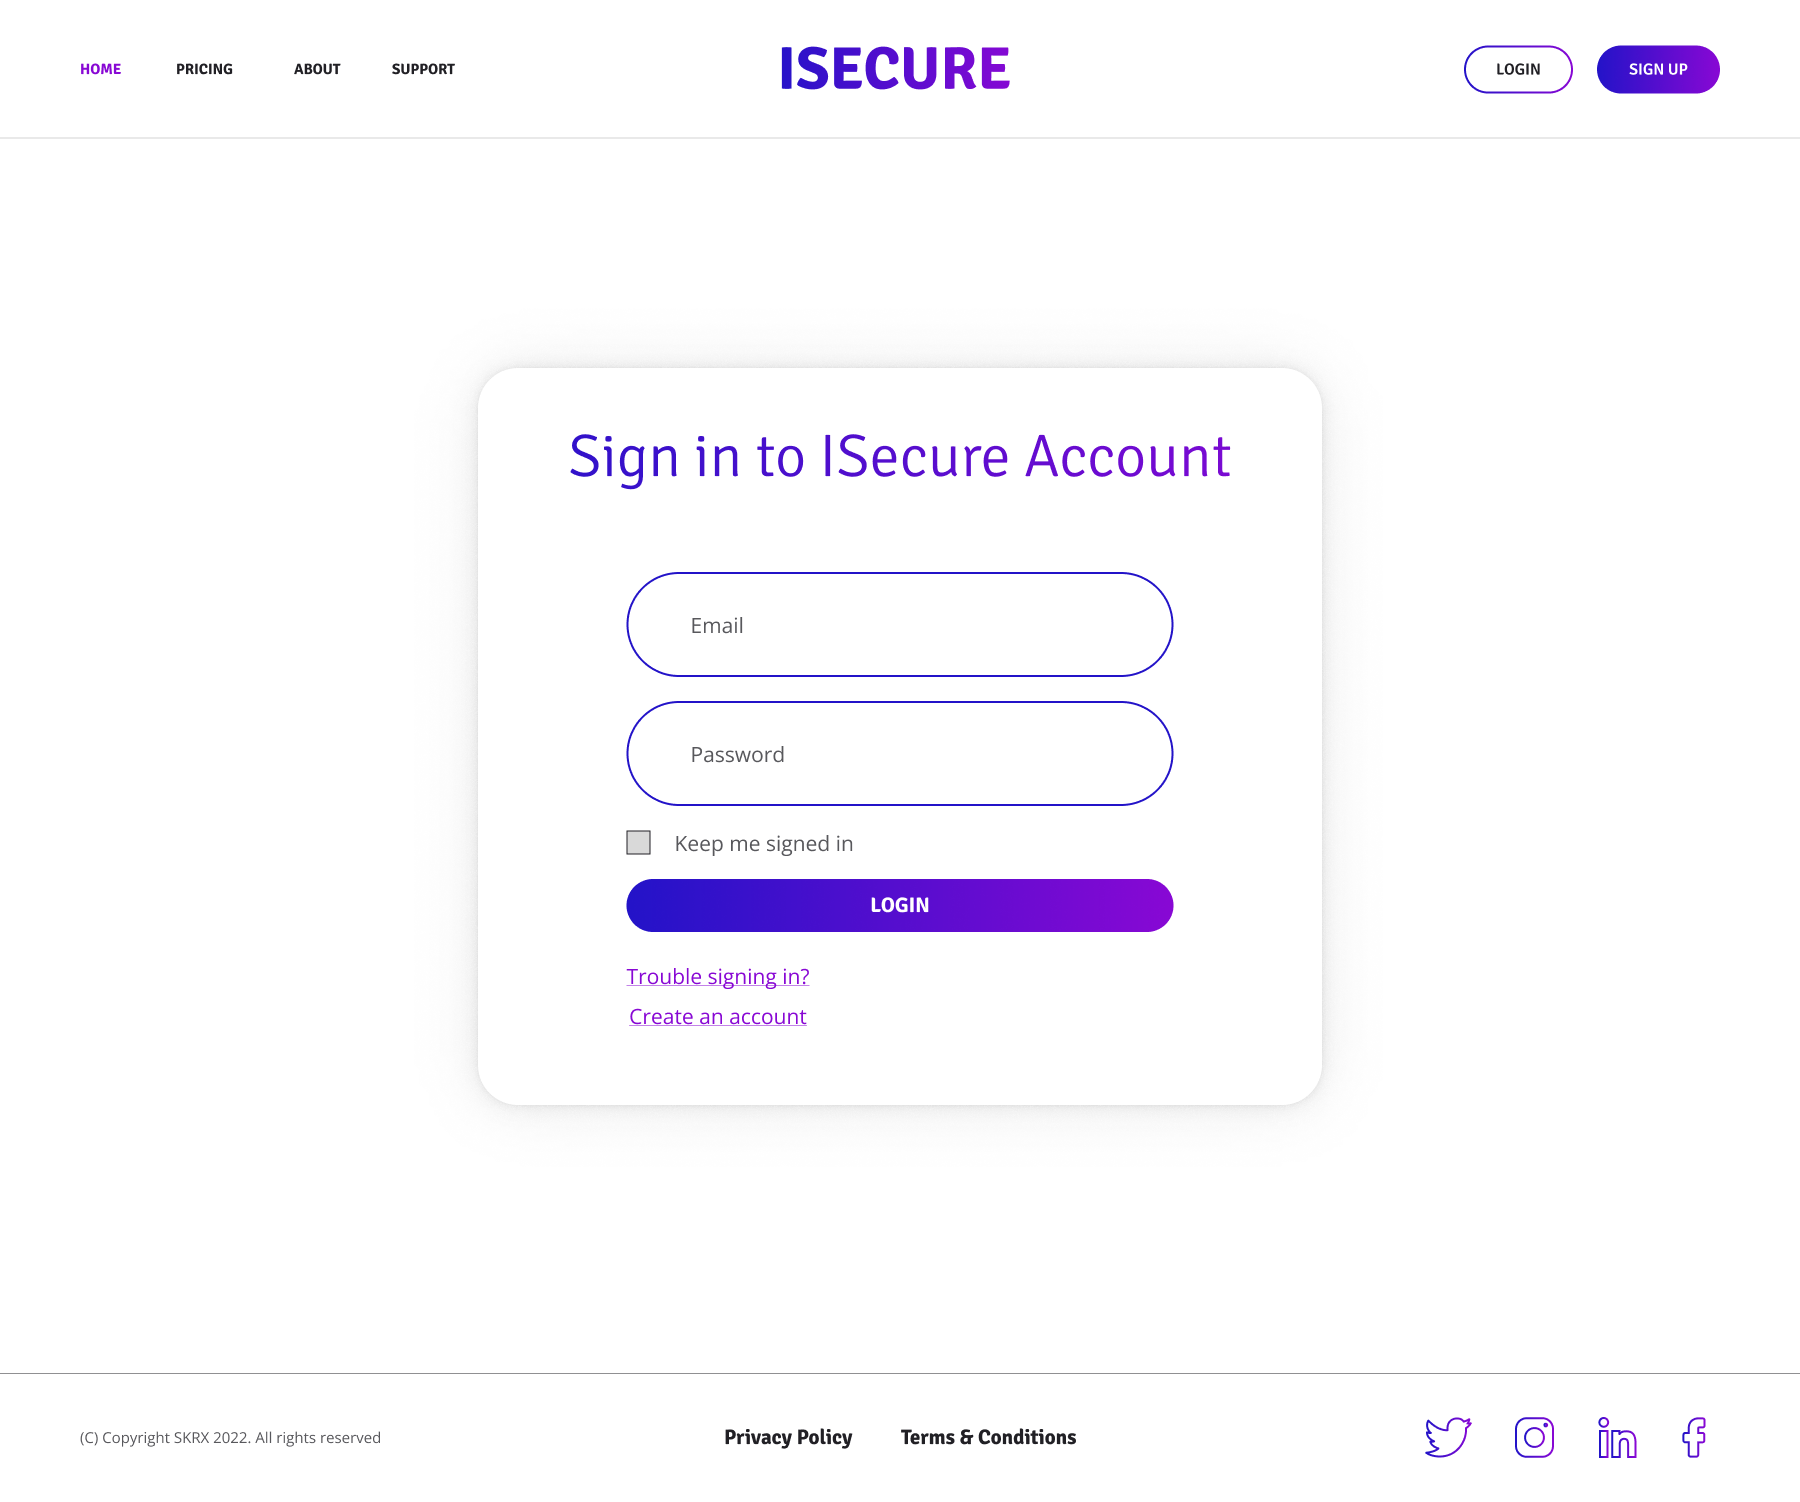 HOME PRICING ABOUT SUPPORT ISECURE LOGIN SIGN UP
Sign in to ISecure Account
Email
Password
Keep me signed in
LOGIN
Trouble signing in?
Create an account
(C) Copyright SKRX 2022. All rights reserved Privacy Policy Terms & Conditions